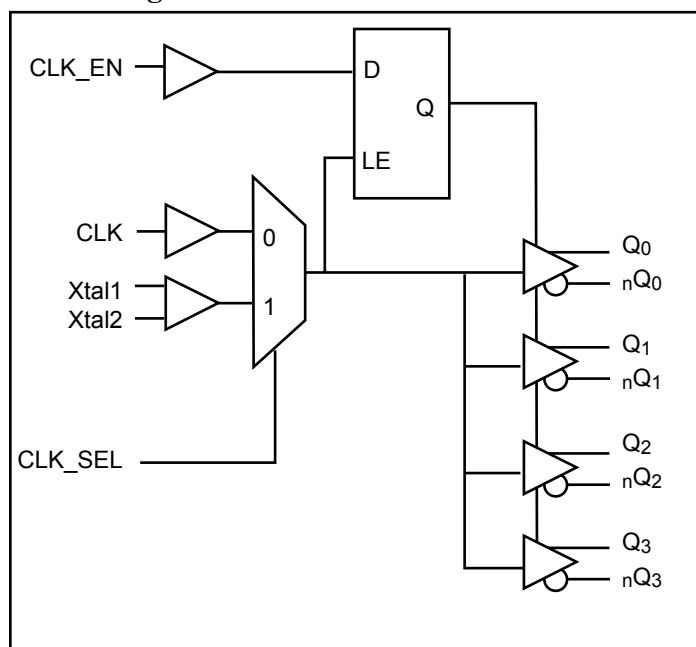 CLK_EN
D
Q
LE
CLK
0
Xtal1
1
Xtal2
CLK_SEL
Q0
nQ0
Q1
nQ1
Q2
nQ2
Q3
nQ3